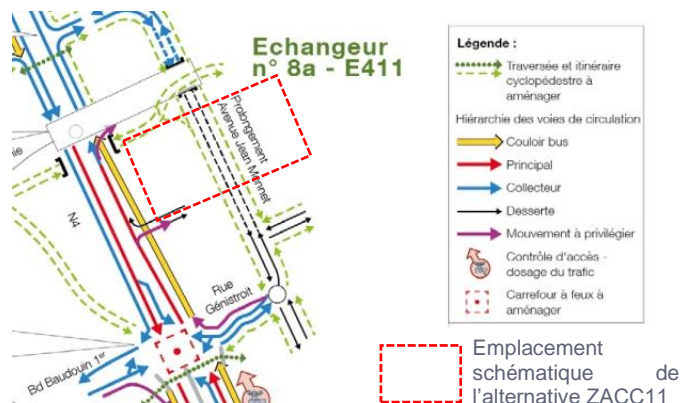 Echangeur
n° 8a - E411
Prolongement
Avenue Jean Monnet
N4
Rue
Génistroit
Bd Baudouin 1er
Légende :
Traversée et itinéraire
cyclopédestre à
aménager
Hiérarchie des voies de circulation
Couloir bus
Principal
Collecteur
Desserte
Mouvement à privilégier
Contrôle d'accès -
dosage du trafic
Carrefour à feux à
aménager
Emplacement
schématique de
l'alternative ZACC11